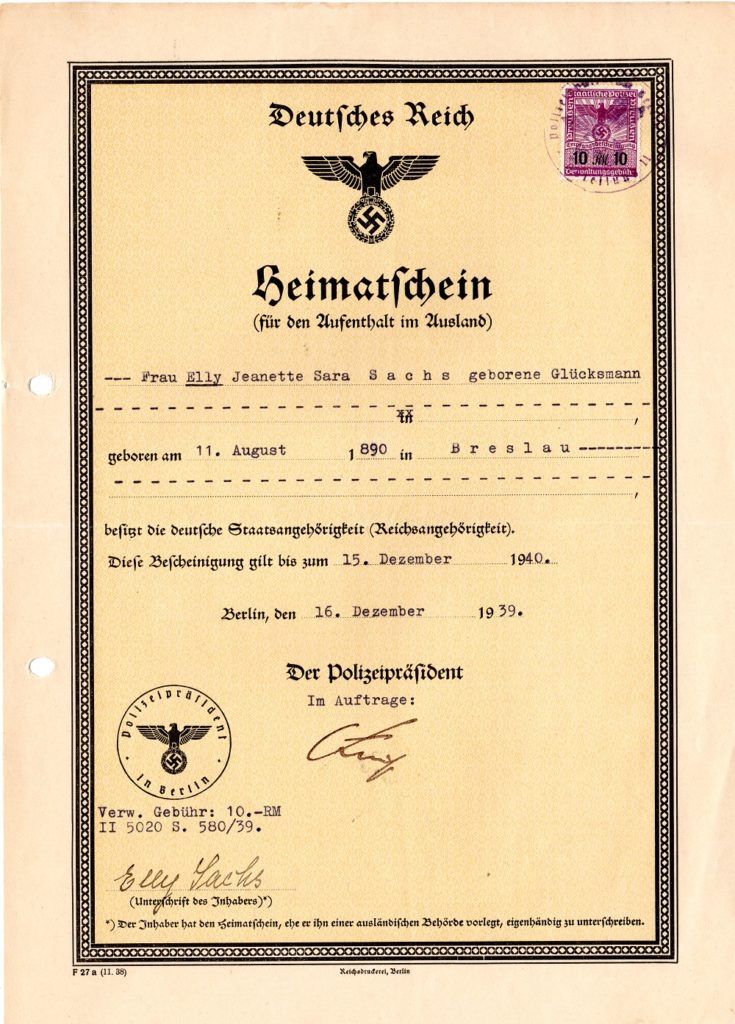 Preußen Staatliche Polizei
10 RM 10
Verwaltungsgebühr
Deutsches Reich
Heimatschein
(für den Aufenthalt im Ausland)
--- Frau Elly Jeanette Sara Sachs geborene Glücksmann
in ,
geboren am 11. August 1890 in Breslau ---------
,
besitzt die deutsche Staatsangehörigkeit (Reichsangehörigkeit).
Diese Bescheinigung gilt bis zum 15. Dezember 1940.
Berlin, den 16. Dezember 1939.
Der Polizeipräsident
Im Auftrage:
Polizeipräsident
in Berlin
Verw. Gebühr: 10.-RM
II 5020 S. 580/39.
Elly Sachs
(Unterschrift des Inhabers)*)
*) Der Inhaber hat den Heimatschein, ehe er ihn einer ausländischen Behörde vorlegt, eigenhändig zu unterschreiben.
F 27 a (11. 38)
Reichsdruckerei, Berlin